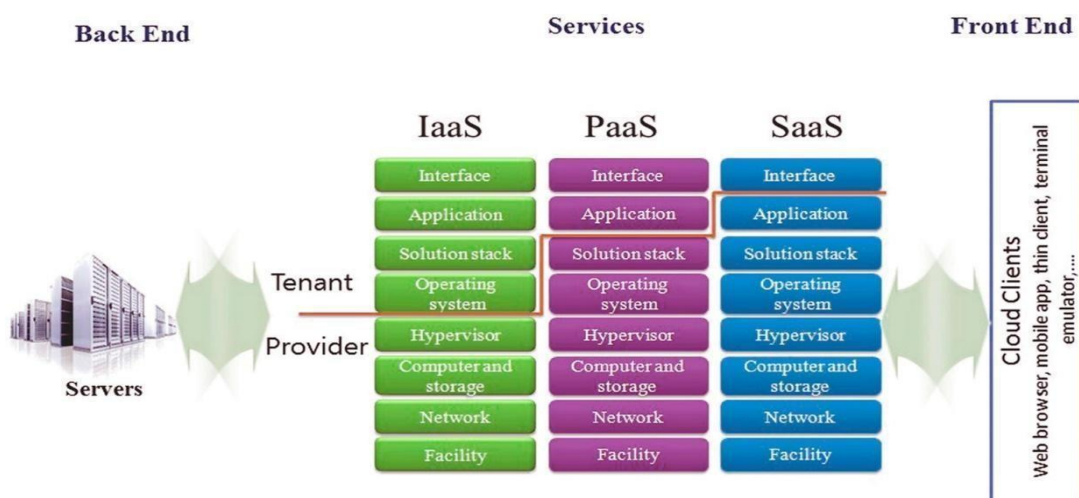 Back End
Services
Front End
IaaS
PaaS
SaaS
Interface
Interface
Interface
Application
Application
Application
Solution stack
Solution stack
Solution stack
Tenant
Operating
system
Operating
system
Operating
system
Provider
Hypervisor
Hypervisor
Hypervisor
Computer and
storage
Computer and
storage
Computer and
storage
Network
Network
Network
Facility
Facility
Facility
Servers
Cloud Clients
Web browser, mobile app, thin client, terminal
emulator,....